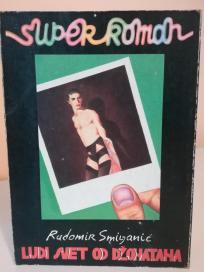 super roman
Radomir Smiljanić
LUDI SVET OD DŽONATANA